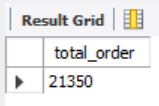 Result Grid
total_order
21350